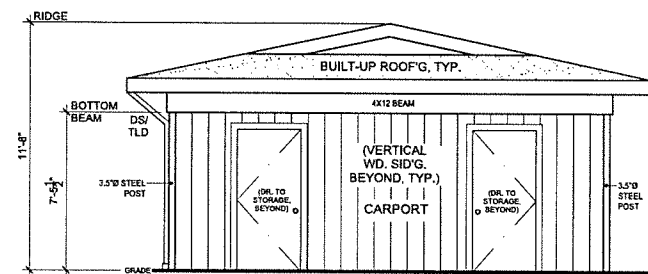 RIDGE
BUILT-UP ROOF'G, TYP.
BOTTOM
BEAM
4X12 BEAM
DS/
TLD
11'-8"
7'-5½"
3.5"Ø STEEL
POST
(DR. TO
STORAGE,
BEYOND)
(VERTICAL
WD. SID'G.
BEYOND, TYP.)
CARPORT
(DR. TO
STORAGE,
BEYOND)
3.5"Ø STEEL
POST
GRADE